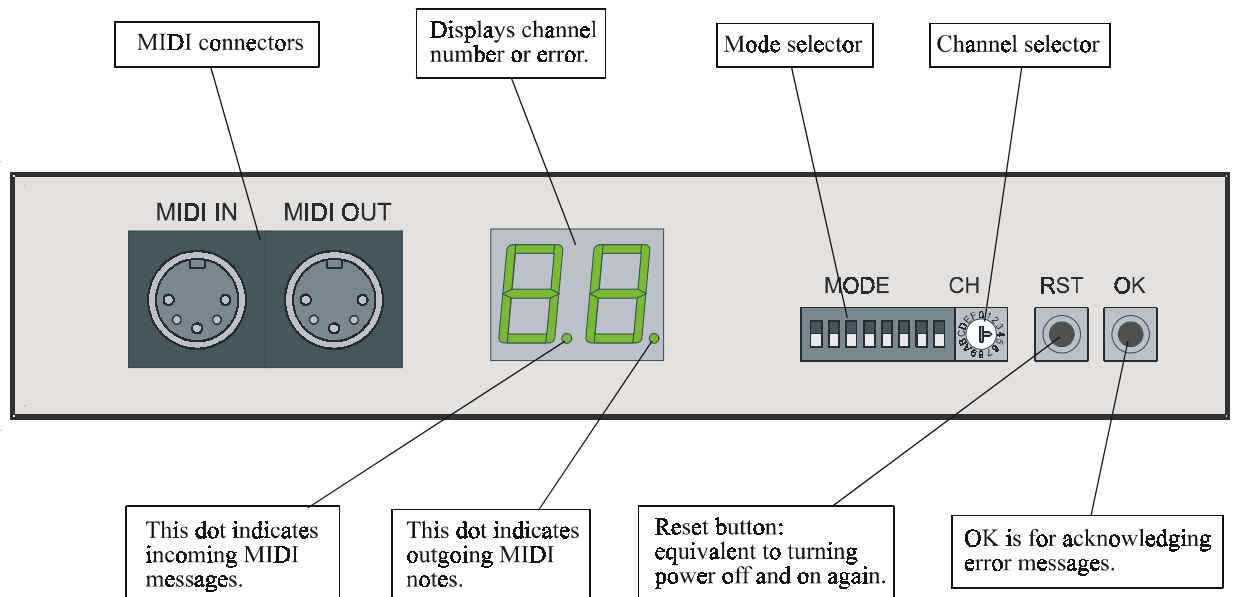 MIDI connectors
Displays channel
number or error.
Mode selector
Channel selector
MIDI IN
MIDI OUT
MODE
CH
RST
OK
0123456789ABCDEF
This dot indicates
incoming MIDI
messages.
This dot indicates
outgoing MIDI
notes.
Reset button:
equivalent to turning
power off and on again.
OK is for acknowledging
error messages.